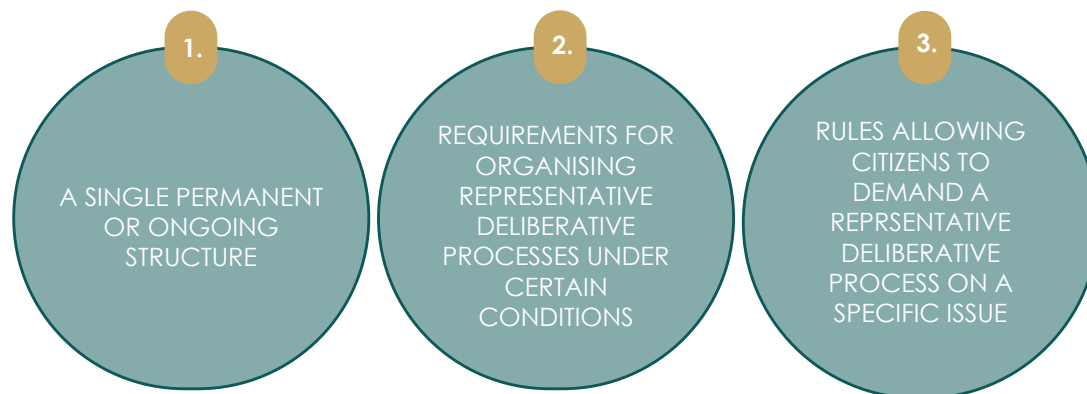 1.
A SINGLE PERMANENT
OR ONGOING
STRUCTURE
2.
REQUIREMENTS FOR
ORGANISING
REPRESENTATIVE
DELIBERATIVE
PROCESSES UNDER
CERTAIN
CONDITIONS
3.
RULES ALLOWING
CITIZENS TO
DEMAND A
REPRSENTATIVE
DELIBERATIVE
PROCESS ON A
SPECIFIC ISSUE